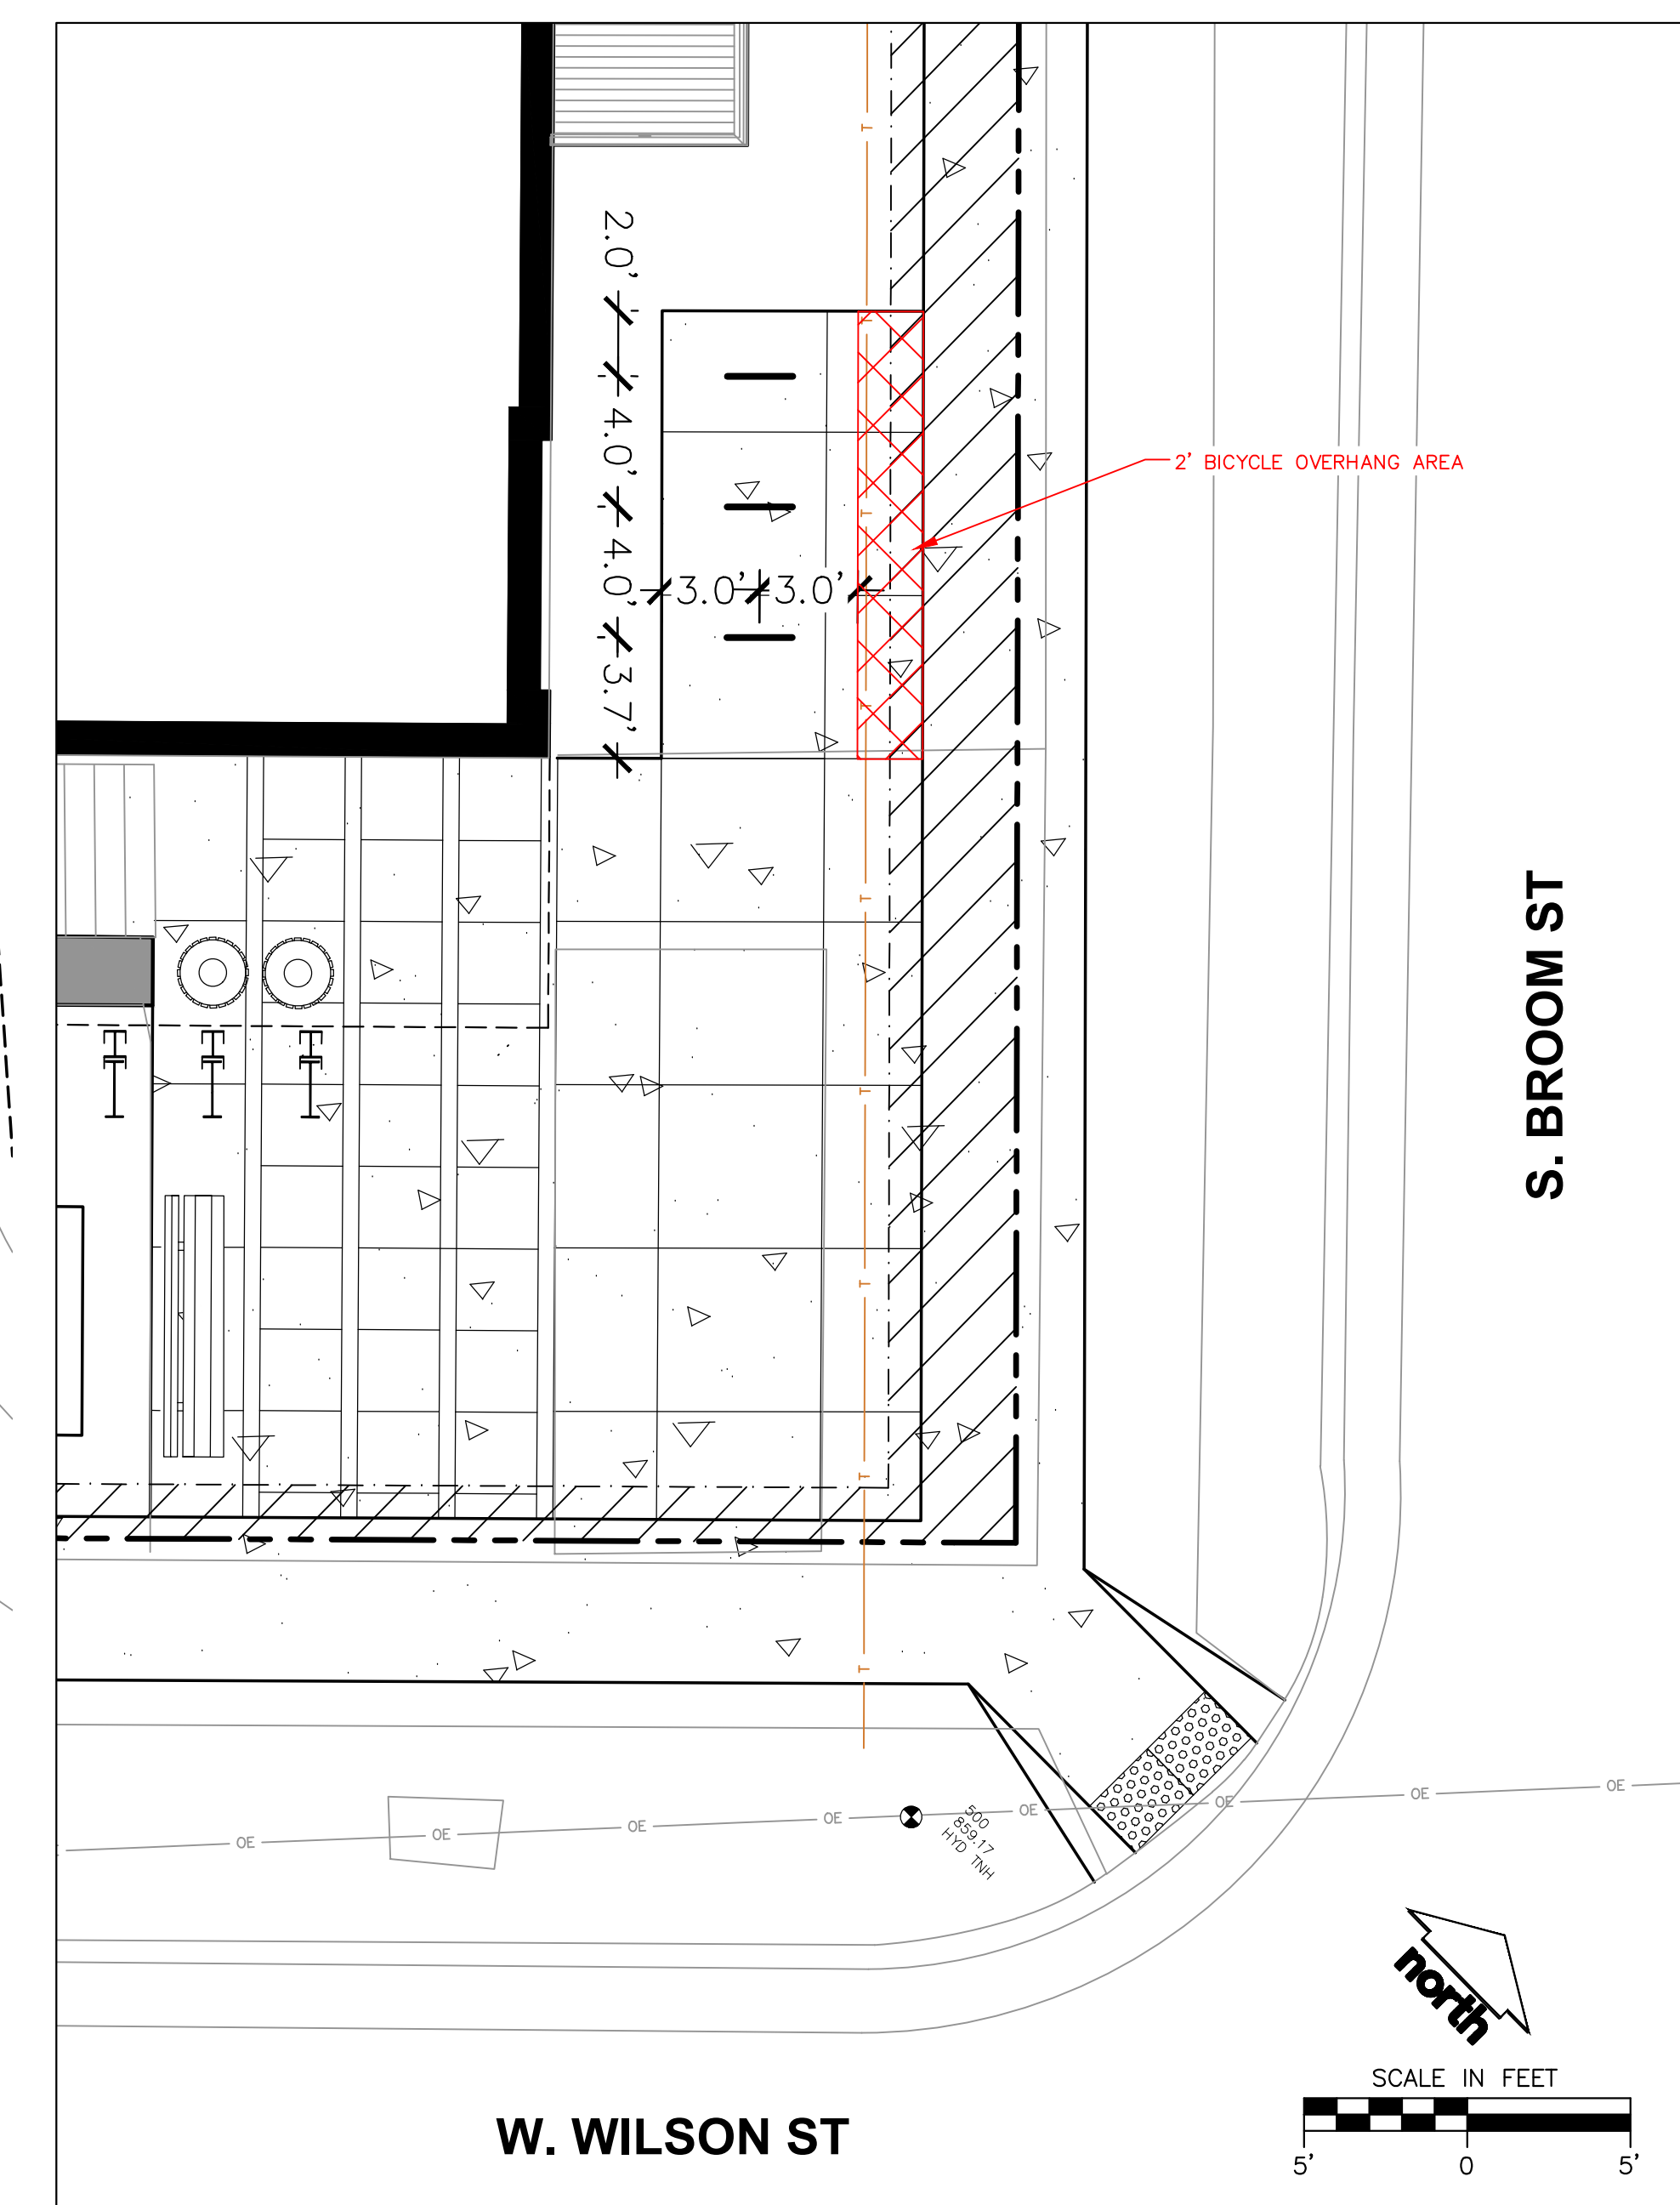 2.0'
4.0'
4.0'
3.7'
3.0' 3.0'
2' BICYCLE OVERHANG AREA
T
T
T
T
T
T
T
T
T
S. BROOM ST
OE
OE
OE
OE
OE
OE
OE
OE
500
859.17
HYD TNH
north
SCALE IN FEET
5' 0 5'
W. WILSON ST